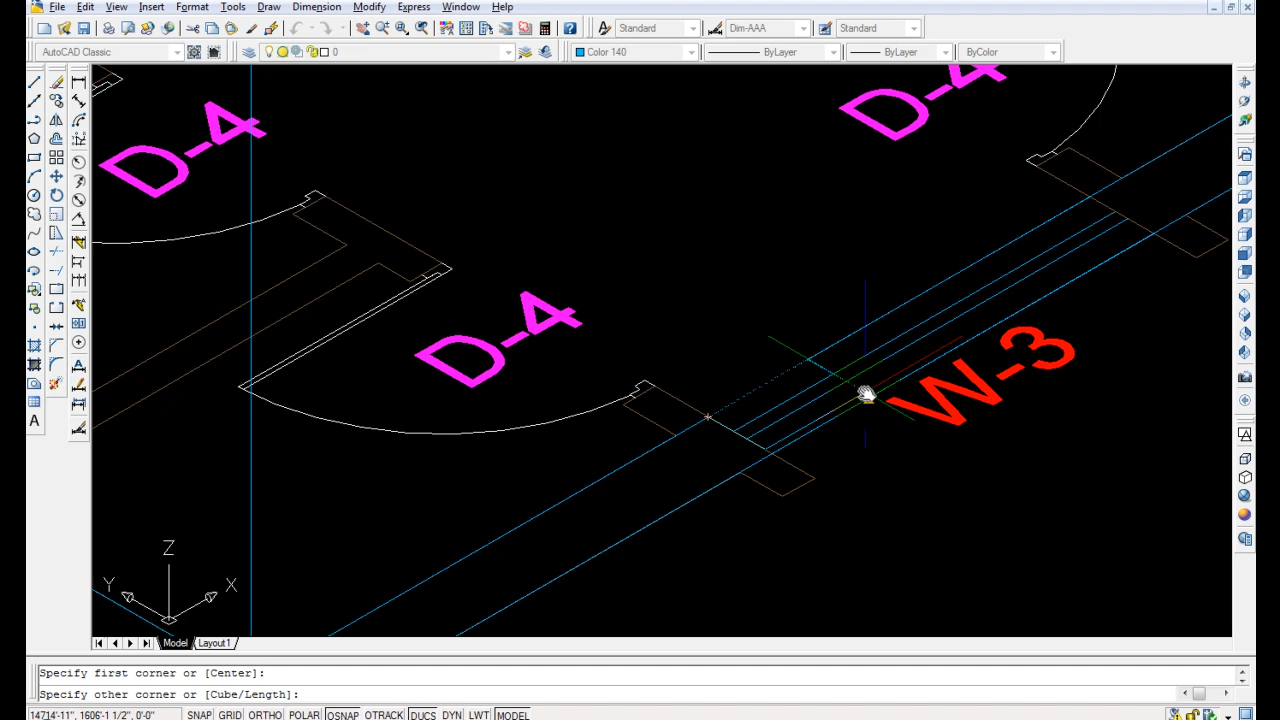 File Edit View Insert Format Tools Draw Dimension Modify Express Window Help
Standard Dim-AAA Standard
AutoCAD Classic 0 Color 140 ByLayer ByLayer ByColor
D-4
D-4
D-4
W-3
Z
Y X
A
Model Layout1
Specify first corner or [Center]:
Specify other corner or [Cube/Length]:
14714'-11", 1606'-1 1/2", 0'-0" SNAP GRID ORTHO POLAR OSNAP OTRACK DUCS DYN LWT MODEL